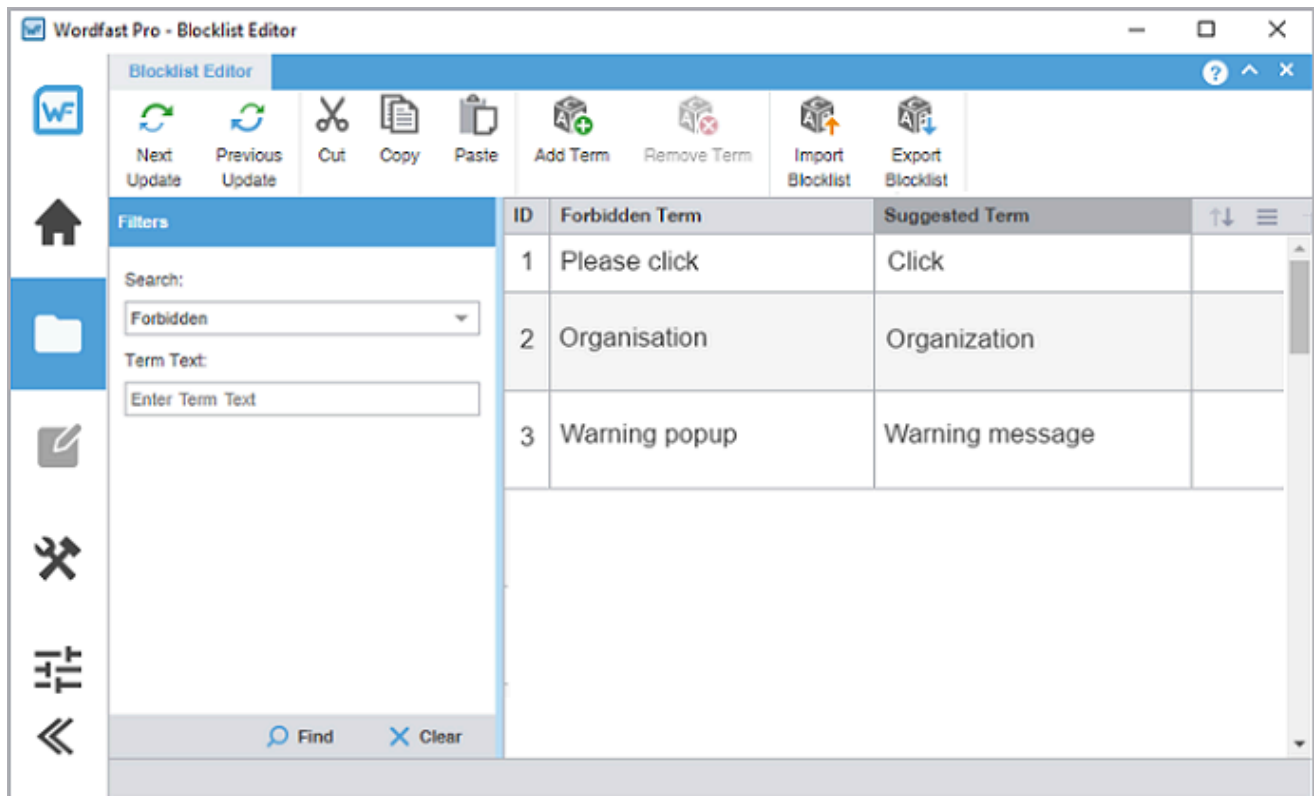 Wordfast Pro - Blocklist Editor
Blocklist Editor
WF
Next Update
Previous Update
Cut
Copy
Paste
Add Term
Remove Term
Import Blocklist
Export Blocklist
Filters
Search:
Forbidden
Term Text:
Enter Term Text
Find
Clear
ID Forbidden Term Suggested Term
1 Please click Click
2 Organisation Organization
3 Warning popup Warning message